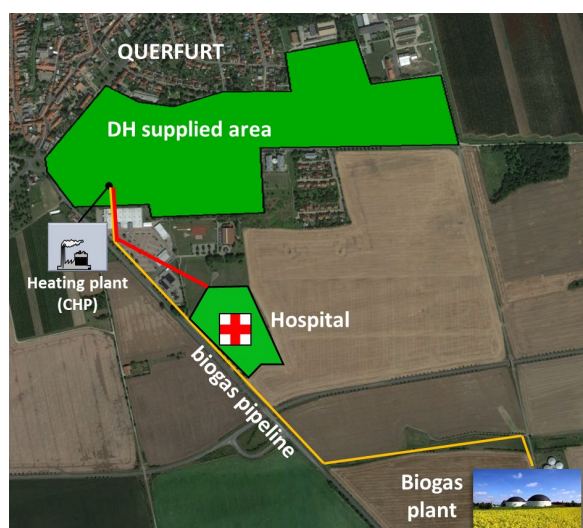 QUERFURT
DH supplied area
Heating plant
(CHP)
Hospital
biogas pipeline
Biogas
plant